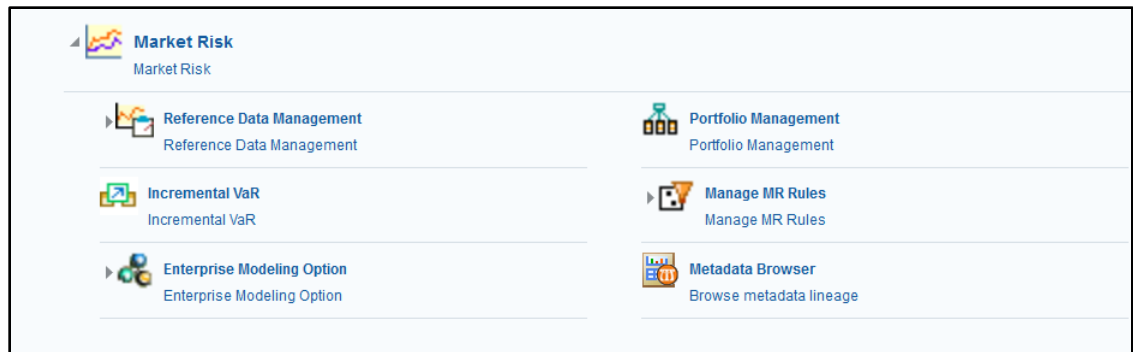 Market Risk
Market Risk
Reference Data Management
Reference Data Management
Portfolio Management
Portfolio Management
Incremental VaR
Incremental VaR
Manage MR Rules
Manage MR Rules
Enterprise Modeling Option
Enterprise Modeling Option
Metadata Browser
Browse metadata lineage